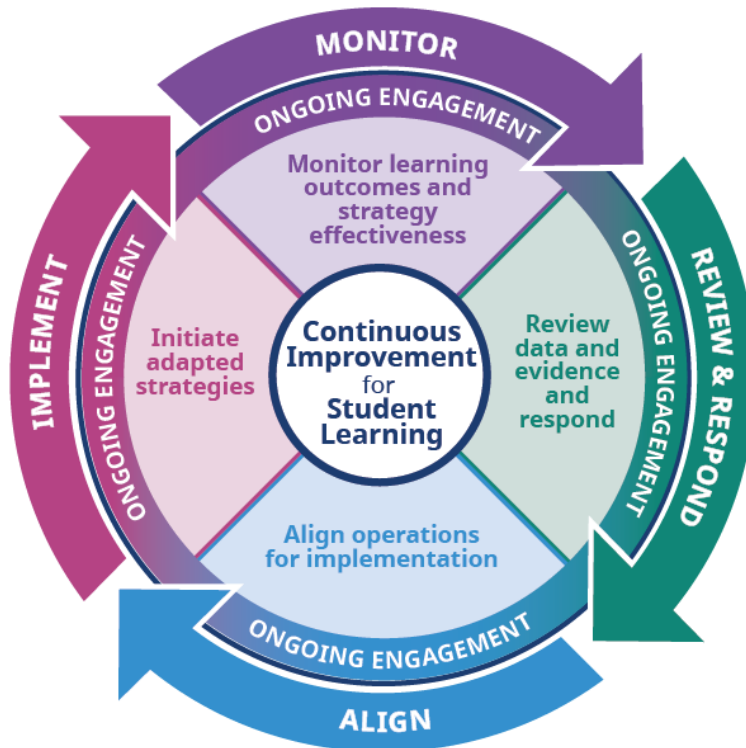 MONITOR
ONGOING ENGAGEMENT
Monitor learning
outcomes and
strategy
effectiveness
REVIEW & RESPOND
ONGOING ENGAGEMENT
Review
data and
evidence
and
respond
ALIGN
ONGOING ENGAGEMENT
Align operations
for implementation
IMPLEMENT
ONGOING ENGAGEMENT
Initiate
adapted
strategies
Continuous
Improvement
for
Student
Learning